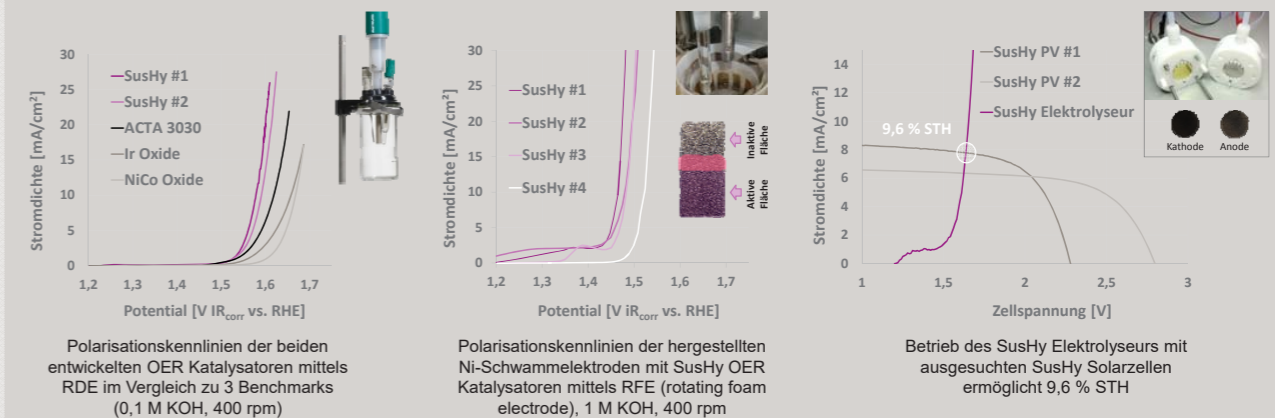 30
25
20
15
10
5
0
Stromdichte [mA/cm²]
SusHy #1
SusHy #2
ACTA 3030
Ir Oxide
NiCo Oxide
1,2
1,3
1,4
1,5
1,6
1,7
Potential [V IRcorr vs. RHE]
Polarisationskennlinien der beiden
entwickelten OER Katalysatoren mittels
RDE im Vergleich zu 3 Benchmarks
(0,1 M KOH, 400 rpm)
30
25
20
15
10
5
0
Stromdichte [mA/cm²]
SusHy #1
SusHy #2
SusHy #3
SusHy #4
Inaktive
Fläche
Aktive
Fläche
1,2
1,3
1,4
1,5
1,6
1,7
Potential [V iRcorr vs. RHE]
Polarisationskennlinien der hergestellten
Ni-Schwammelektroden mit SusHy OER
Katalysatoren mittels RFE (rotating foam
electrode), 1 M KOH, 400 rpm
14
12
10
8
6
4
2
0
Stromdichte [mA/cm²]
SusHy PV #1
SusHy PV #2
SusHy Elektrolyseur
9,6 % STH
Kathode
Anode
1
1,5
2
2,5
3
Zellspannung [V]
Betrieb des SusHy Elektrolyseurs mit
ausgesuchten SusHy Solarzellen
ermöglicht 9,6 % STH